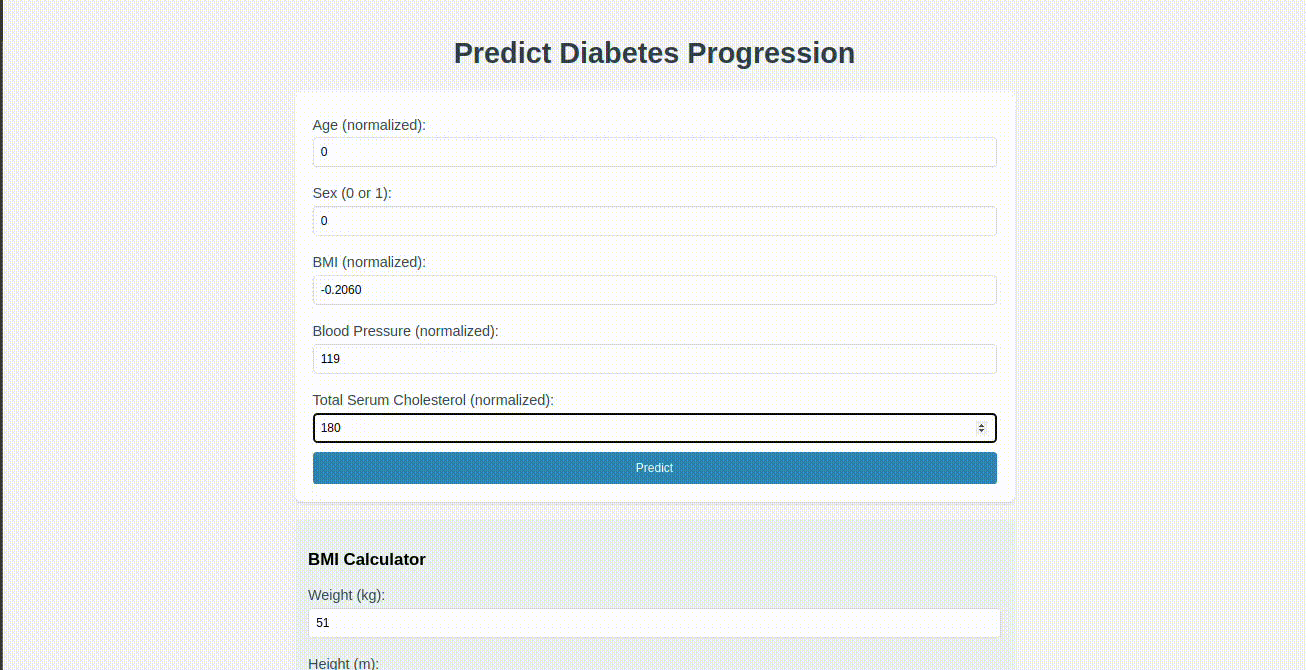 Predict Diabetes Progression
Age (normalized):
0
Sex (0 or 1):
0
BMI (normalized):
-0.2060
Blood Pressure (normalized):
119
Total Serum Cholesterol (normalized):
180
Predict
BMI Calculator
Weight (kg):
51
Height (m):